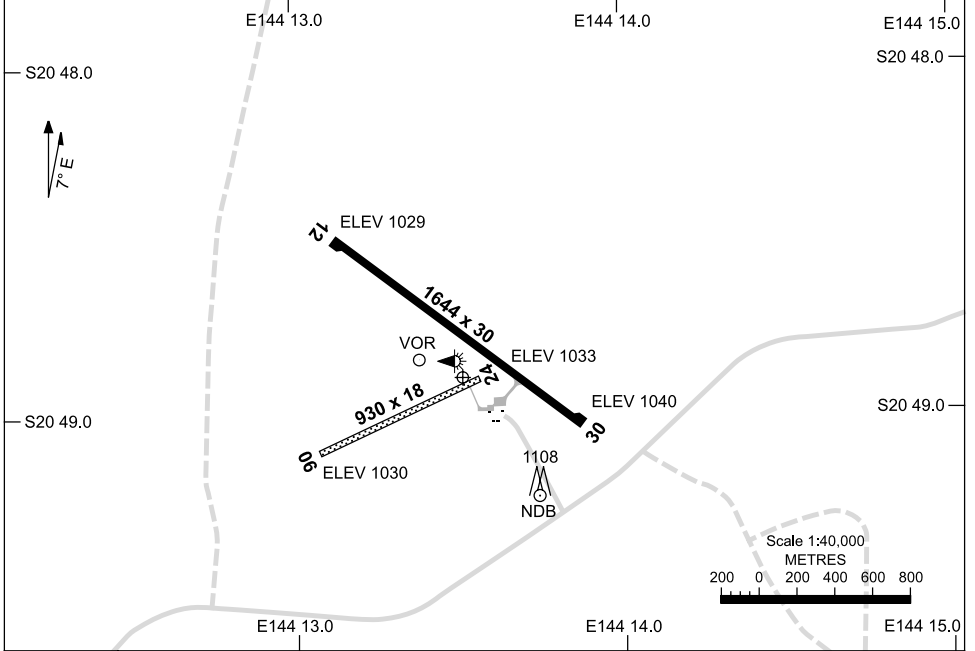 E144 13.0
E144 14.0
E144 15.0
S20 48.0
S20 48.0
7° E
12
ELEV 1029
1644 x 30
VOR
ELEV 1033
24
930 x 18
ELEV 1040
S20 49.0
S20 49.0
30
06
ELEV 1030
1108
NDB
Scale 1:40,000
METRES
200 0 200 400 600 800
E144 13.0
E144 14.0
E144 15.0